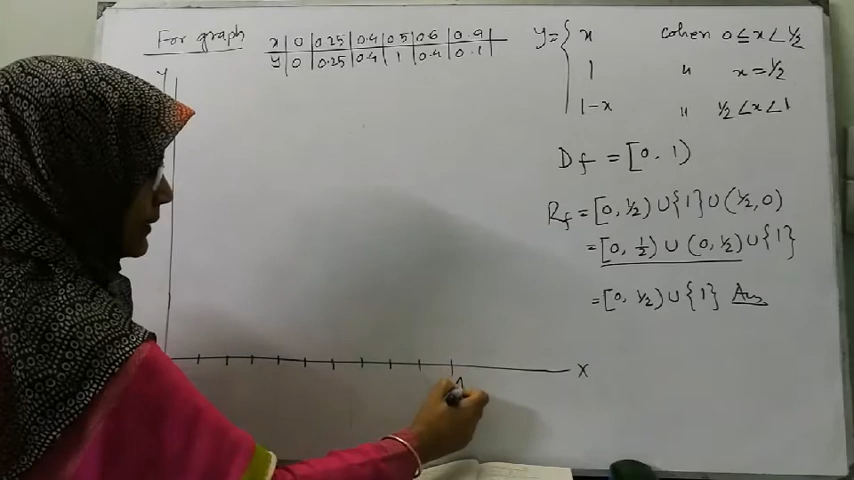 For graph
x | 0 | 0.25 | 0.4 | 0.5 | 0.6 | 0.9 |
y | 0 | 0.25 | 0.4 | 1 | 0.4 | 0.1 |
y = { x when 0 ≤ x < 1/2
1 " x = 1/2
1-x " 1/2 < x < 1
Df = [0, 1)
Rf = [0, 1/2) ∪ {1} ∪ (1/2, 0)
= [0, 1/2) ∪ (0, 1/2) ∪ {1}
= [0, 1/2) ∪ {1} Ans
Y
X
1